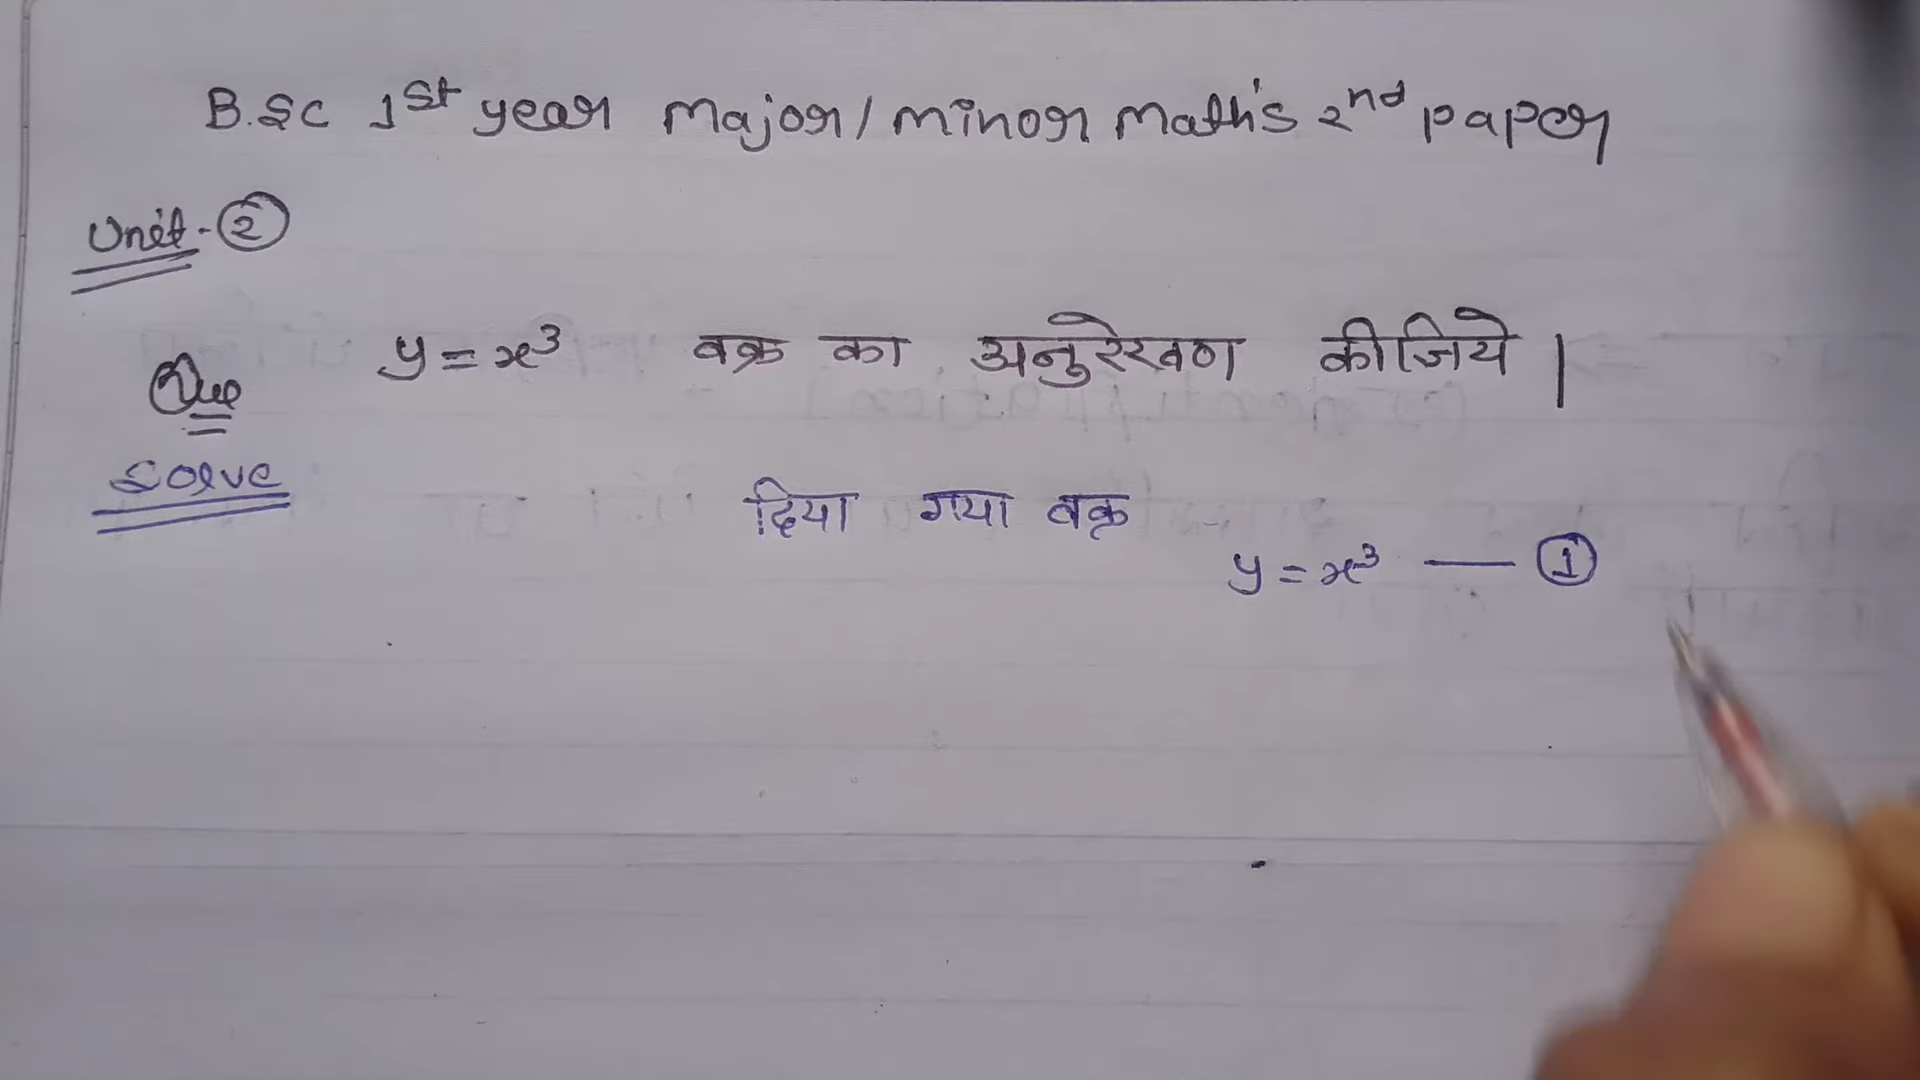 B.Sc 1st year Major/minor Math's 2nd paper
Unit-2
Que y = x³ वक्र का अनुरेखण कीजिये |
Solve
दिया गया वक्र
y = x³ — 1